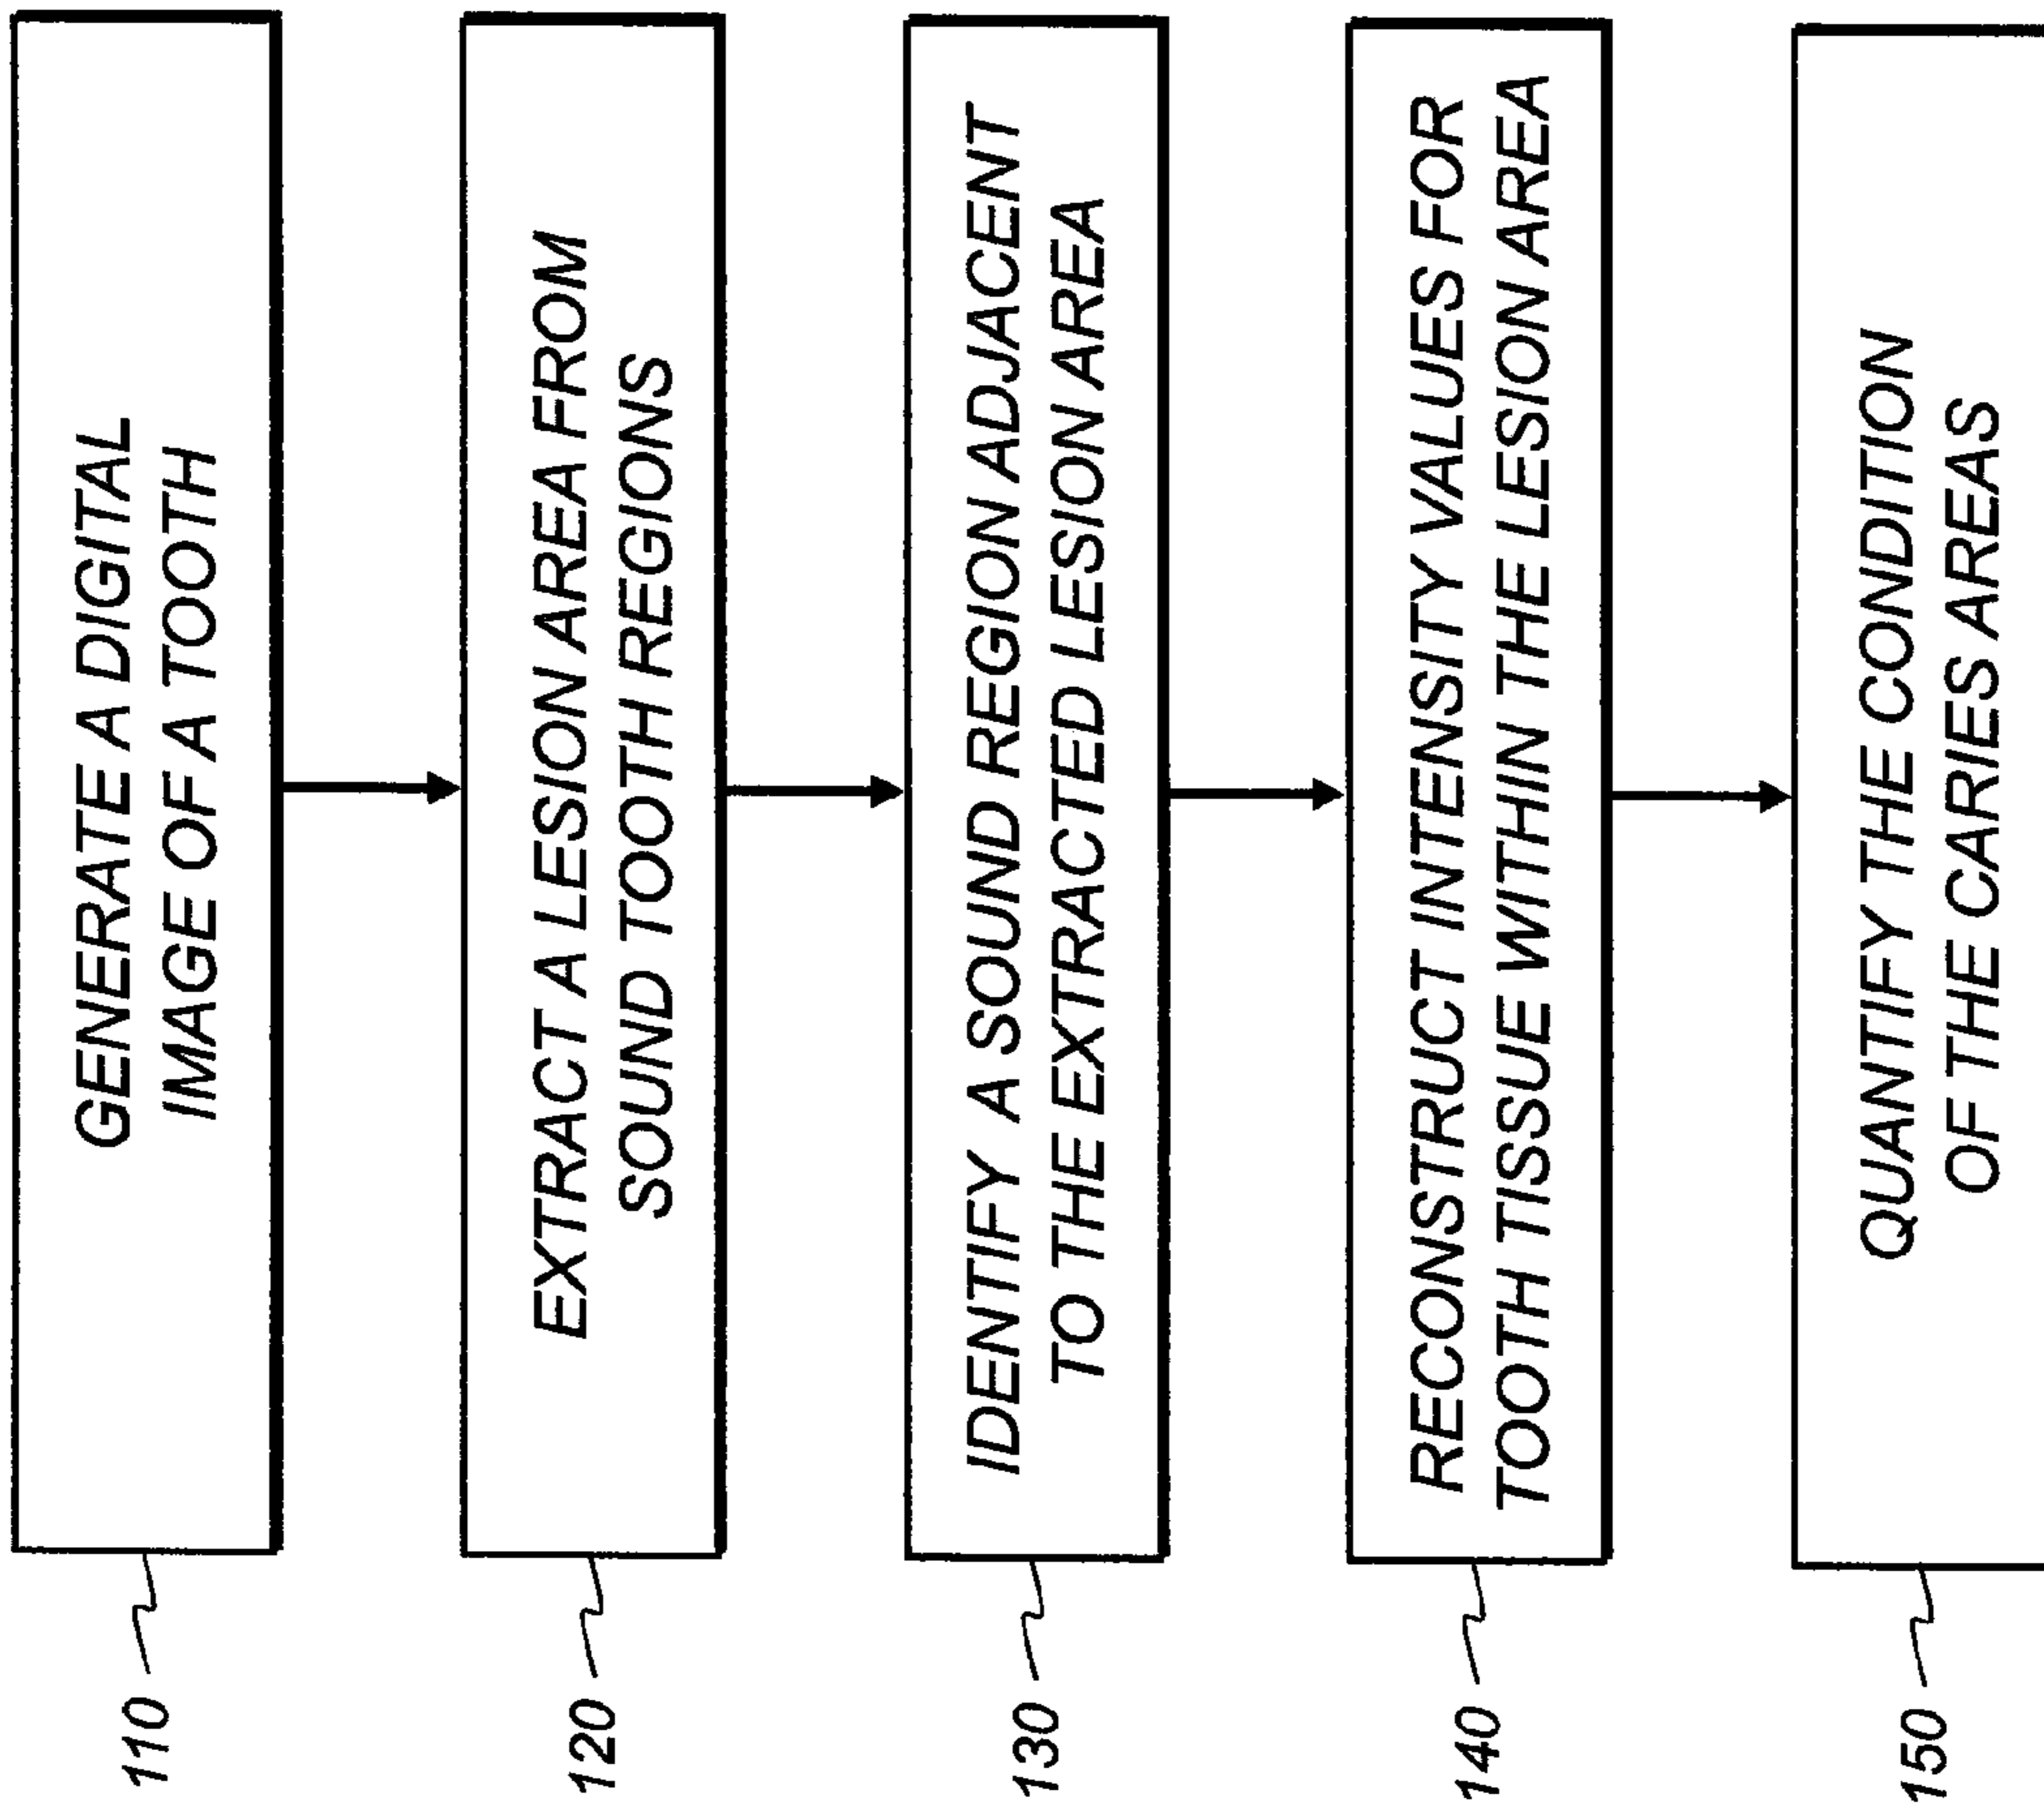 GENERATE A DIGITAL
IMAGE OF A TOOTH
110
EXTRACT A LESION AREA FROM
SOUND TOOTH REGIONS
120
IDENTIFY A SOUND REGION ADJACENT
TO THE EXTRACTED LESION AREA
130
RECONSTRUCT INTENSITY VALUES FOR
TOOTH TISSUE WITHIN THE LESION AREA
140
QUANTIFY THE CONDITION
OF THE CARIES AREAS
150